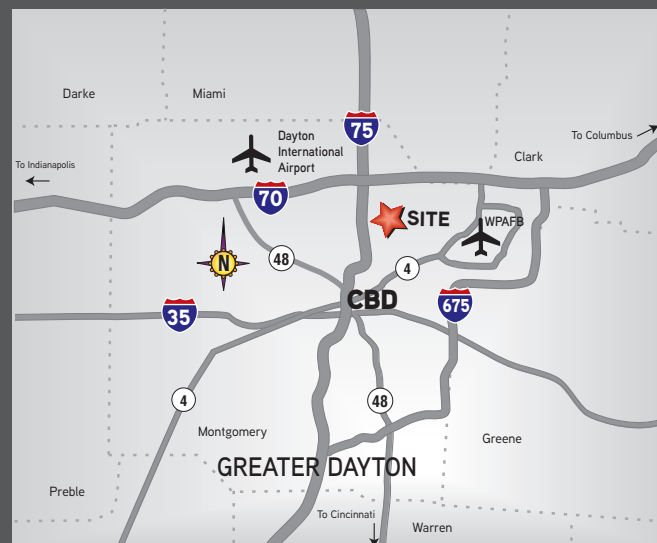 Darke
Miami
75
Dayton
International
Airport
To Columbus
Clark
To Indianapolis
70
SITE
WPAFB
N
48
4
CBD
35
675
4
48
Montgomery
Greene
GREATER DAYTON
Preble
To Cincinnati
Warren